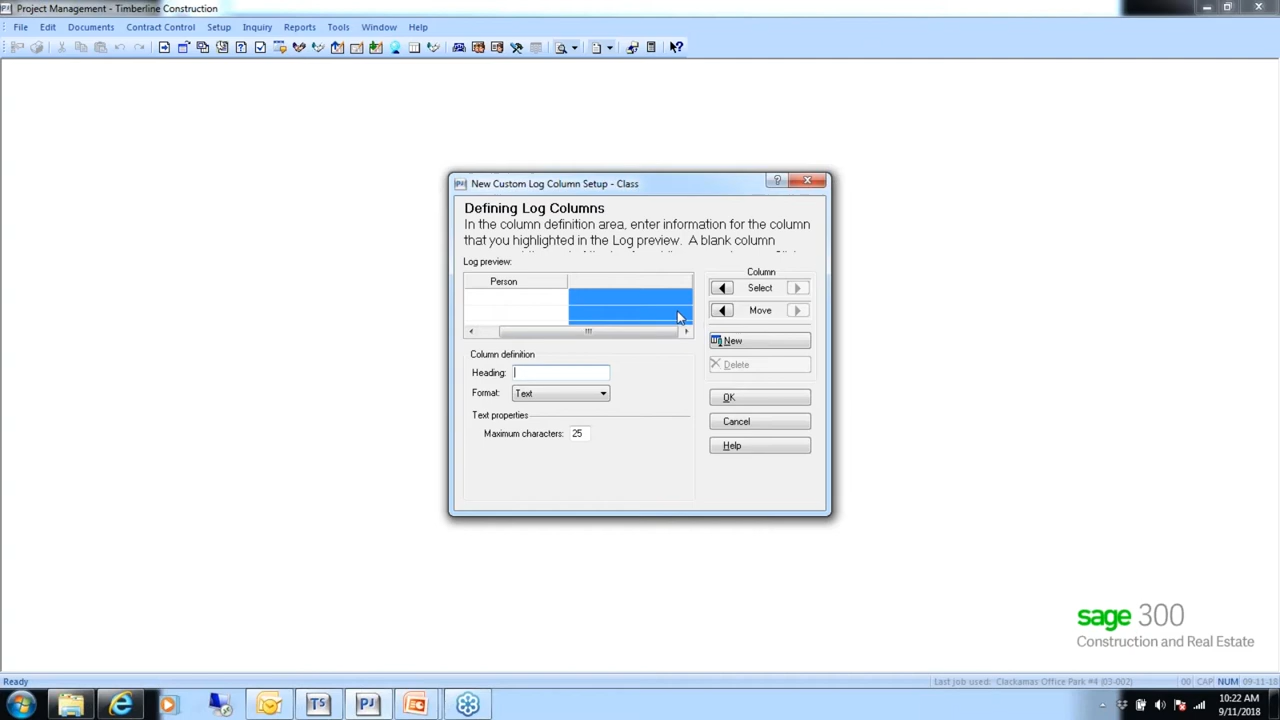 Project Management - Timberline Construction
File Edit Documents Contract Control Setup Inquiry Reports Tools Window Help
New Custom Log Column Setup - Class
Defining Log Columns
In the column definition area, enter information for the column
that you highlighted in the Log preview. A blank column
Log preview:
Person
Column
Select
Move
New
Delete
Column definition
Heading:
Format: Text
Text properties
Maximum characters: 25
OK
Cancel
Help
sage 300
Construction and Real Estate
Ready
Last job used: Clackamas Office Park #4 (03-002) 00 CAP NUM 09-11-18
10:22 AM
9/11/2018